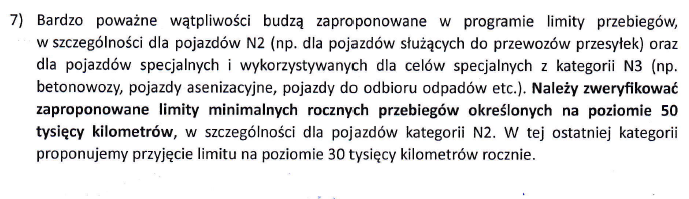 7) Bardzo poważne wątpliwości budzą zaproponowane w programie limity przebiegów,
w szczególności dla pojazdów N2 (np. dla pojazdów służących do przewozów przesyłek) oraz
dla pojazdów specjalnych i wykorzystywanych dla celów specjalnych z kategorii N3 (np.
betonowozy, pojazdy asenizacyjne, pojazdy do odbioru odpadów etc.). Należy zweryfikować
zaproponowane limity minimalnych rocznych przebiegów określonych na poziomie 50
tysięcy kilometrów, w szczególności dla pojazdów kategorii N2. W tej ostatniej kategorii
proponujemy przyjęcie limitu na poziomie 30 tysięcy kilometrów rocznie.